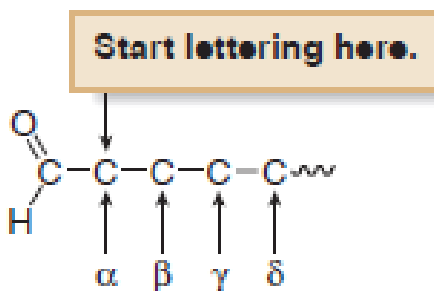 Start lettering here.
O
C—C—C—C—C
H
α β γ δ